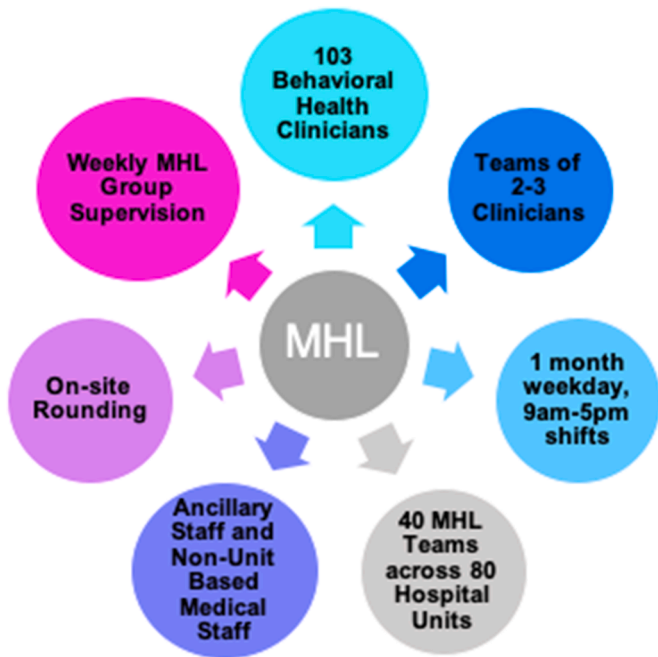 103
Behavioral
Health
Clinicians
Teams of
2-3
Clinicians
1 month
weekday,
9am-5pm
shifts
40 MHL
Teams
across 80
Hospital
Units
Ancillary
Staff and
Non-Unit
Based
Medical
Staff
On-site
Rounding
Weekly MHL
Group
Supervision
MHL